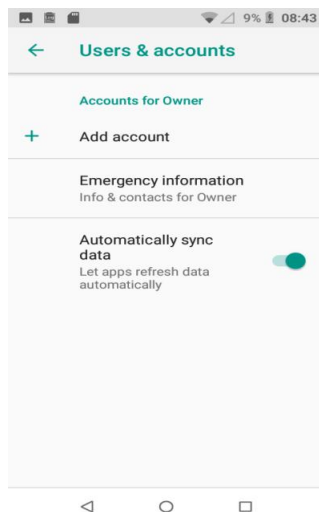 9% 08:43
Users & accounts
Accounts for Owner
Add account
Emergency information
Info & contacts for Owner
Automatically sync
data
Let apps refresh data
automatically